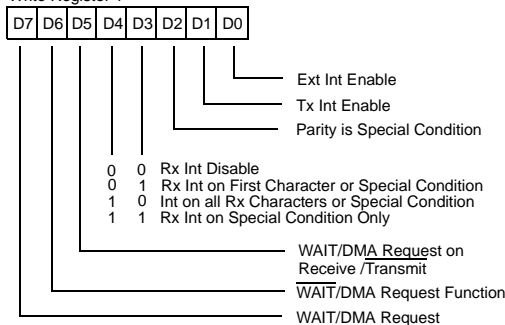 D7 D6 D5 D4 D3 D2 D1 D0
Ext Int Enable
Tx Int Enable
Parity is Special Condition
0 0 Rx Int Disable
0 1 Rx Int on First Character or Special Condition
1 0 Int on all Rx Characters or Special Condition
1 1 Rx Int on Special Condition Only
WAIT/DMA Request on
Receive /Transmit
WAIT/DMA Request Function
WAIT/DMA Request